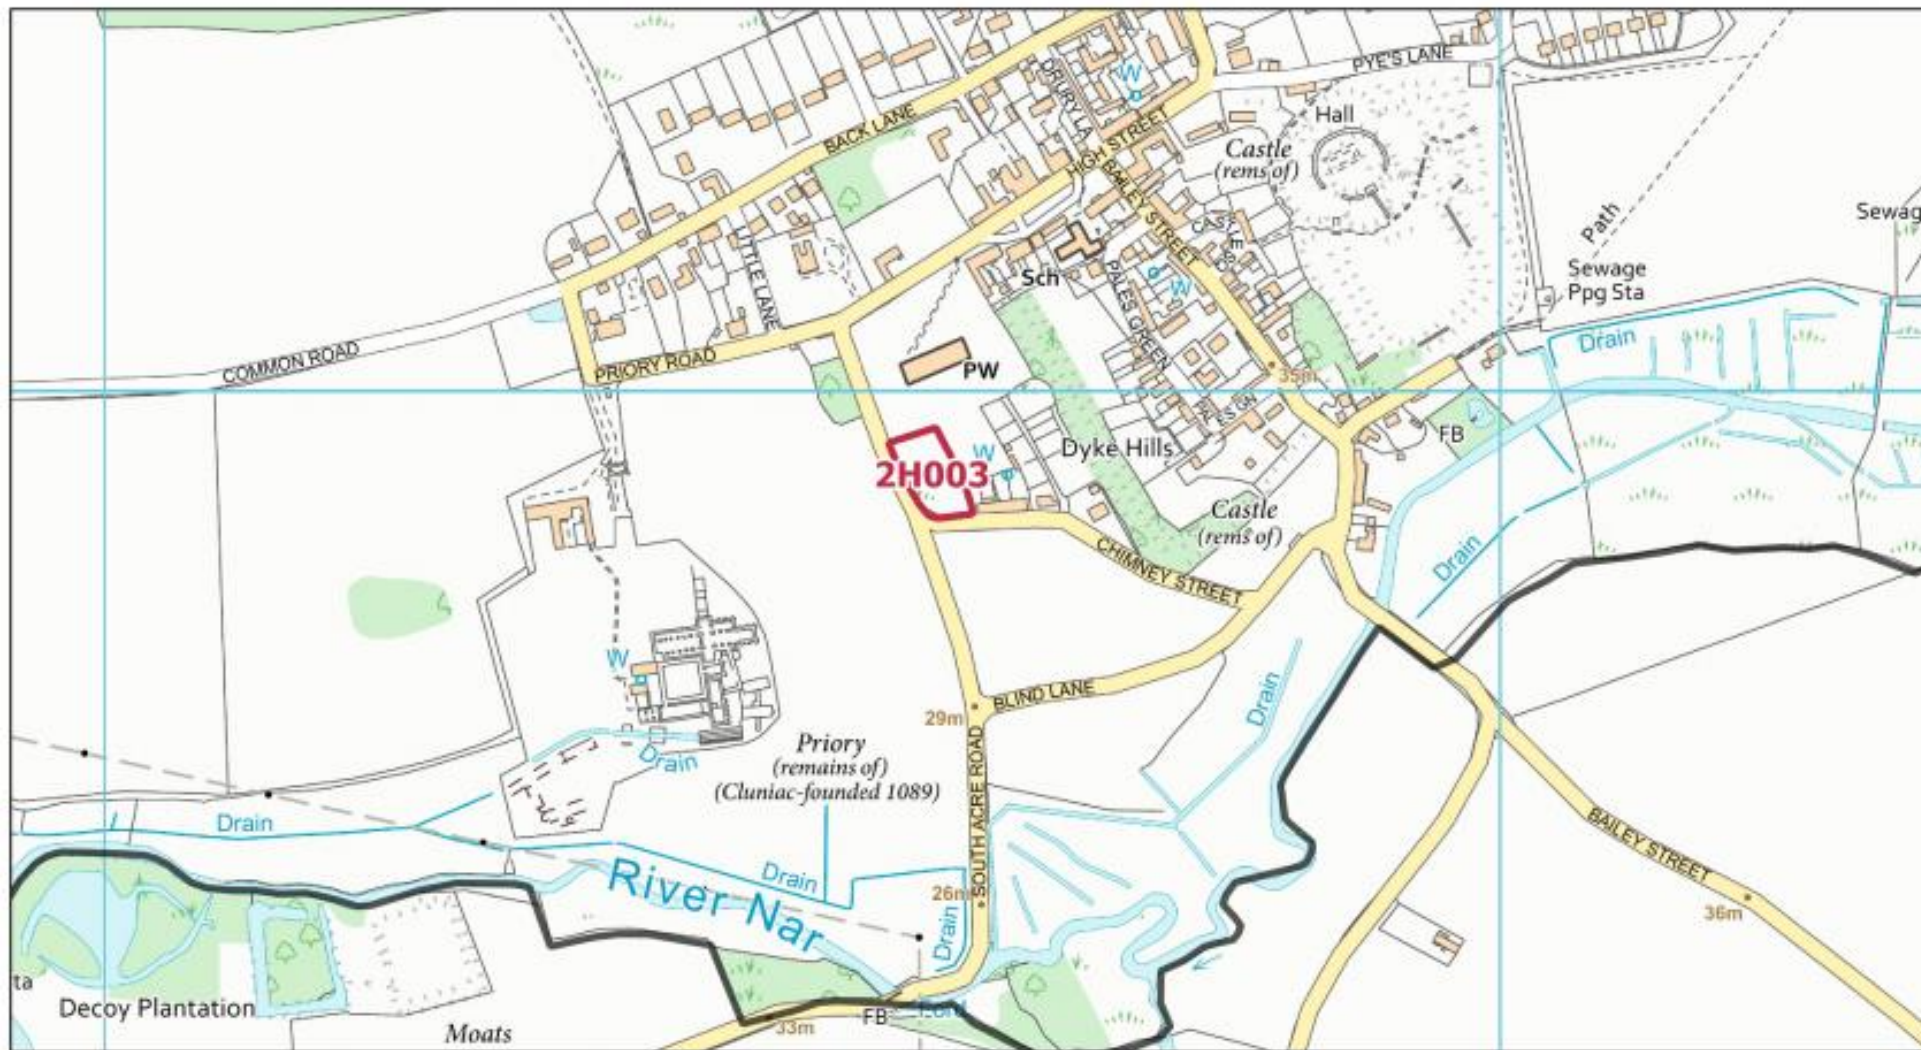 PYE'S LANE
W
DRURY LA
Hall
BACK LANE
HIGH STREET
Castle
(rems of)
BAILEY STREET
Path
Sewag
LITTLE LANE
Sch
PALES GREEN
W
Sewage
Ppg Sta
Drain
COMMON ROAD
PRIORY ROAD
PW
35m
PALES GN
FB
W
Dyke Hills
2H003
Castle
(rems of)
Drain
CHIMNEY STREET
W
Drain
BLIND LANE
29m
Priory
(remains of)
(Cluniac-founded 1089)
Drain
SOUTH ACRE ROAD
Drain
BAILEY STREET
River Nar
Drain
26m
Drain
36m
ta
Decoy Plantation
Moats
33m
FB
Ford